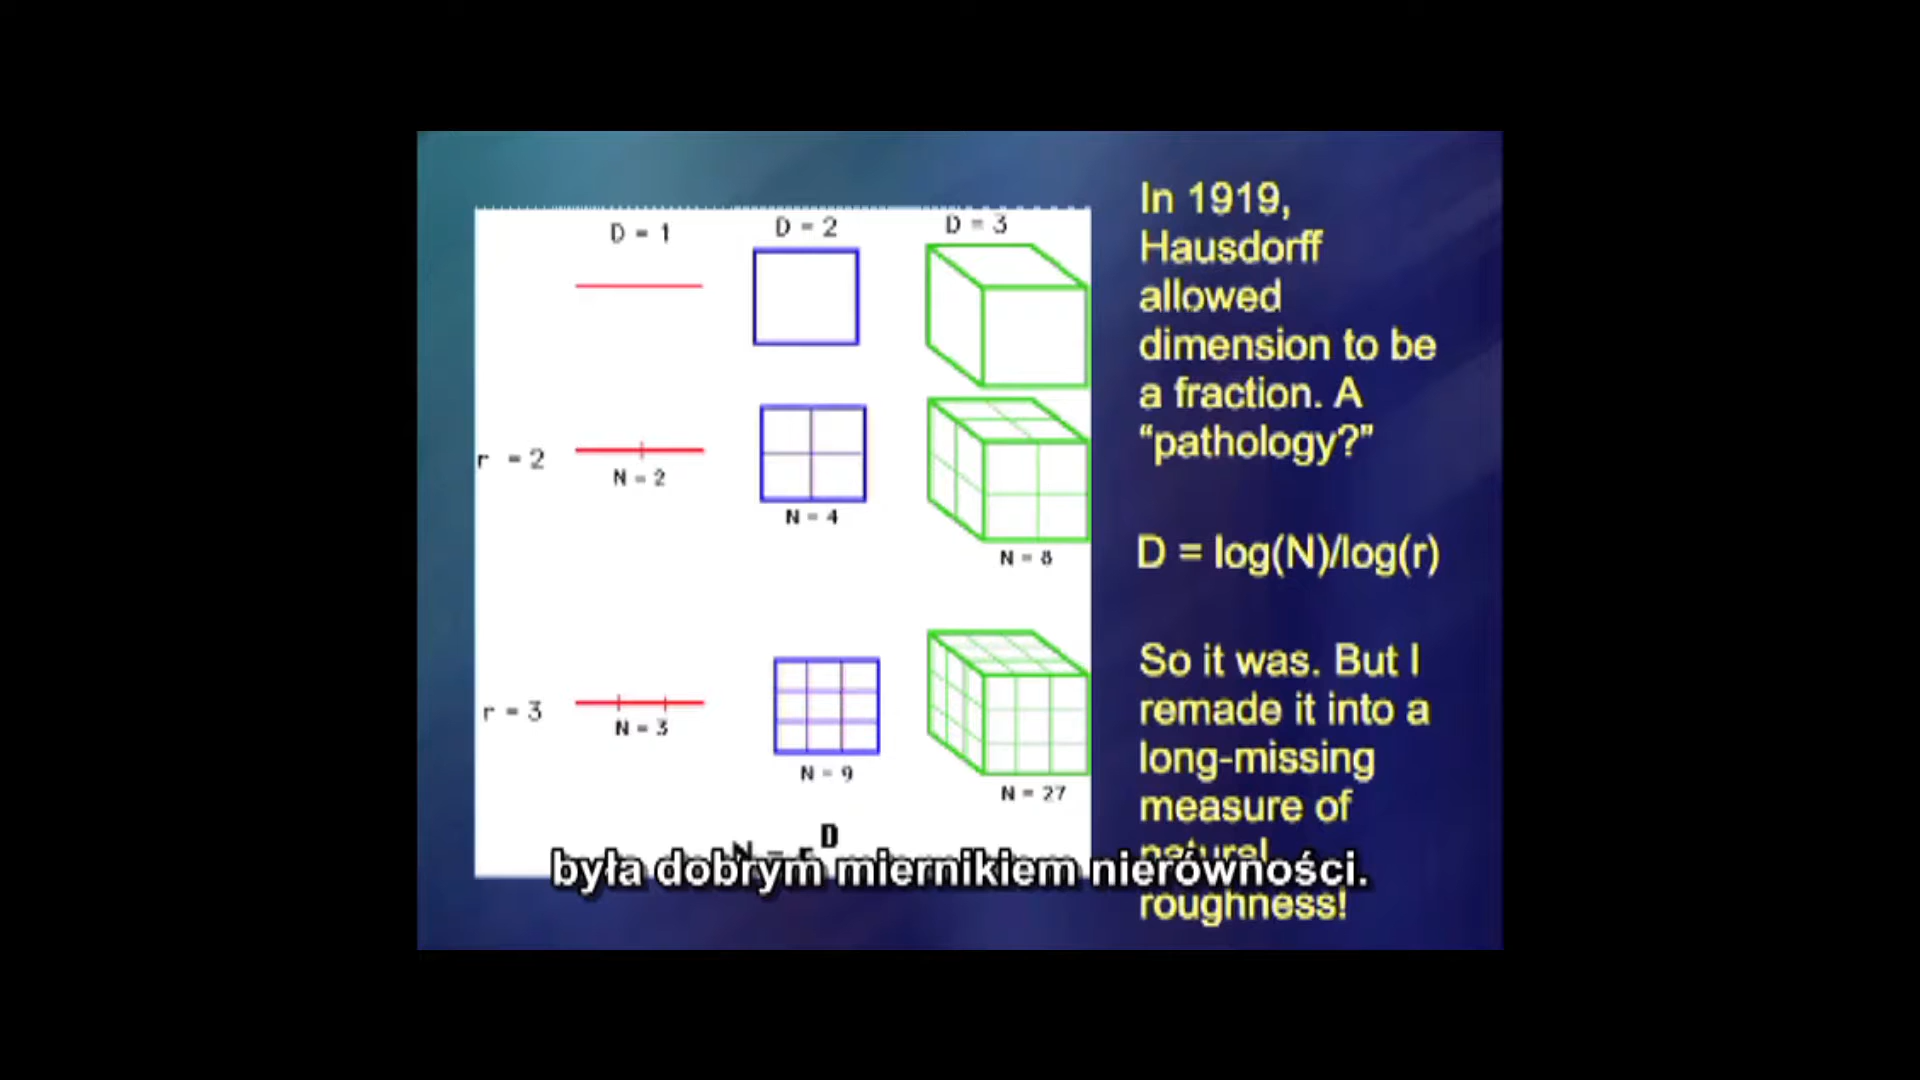 D = 1
D = 2
D = 3
r = 2
N = 2
N = 4
N = 8
r = 3
N = 3
N = 9
N = 27
N = r^D
In 1919,
Hausdorff
allowed
dimension to be
a fraction. A
“pathology?”
D = log(N)/log(r)
So it was. But I
remade it into a
long-missing
measure of
roughness!
była dobrym miernikiem nierówności.